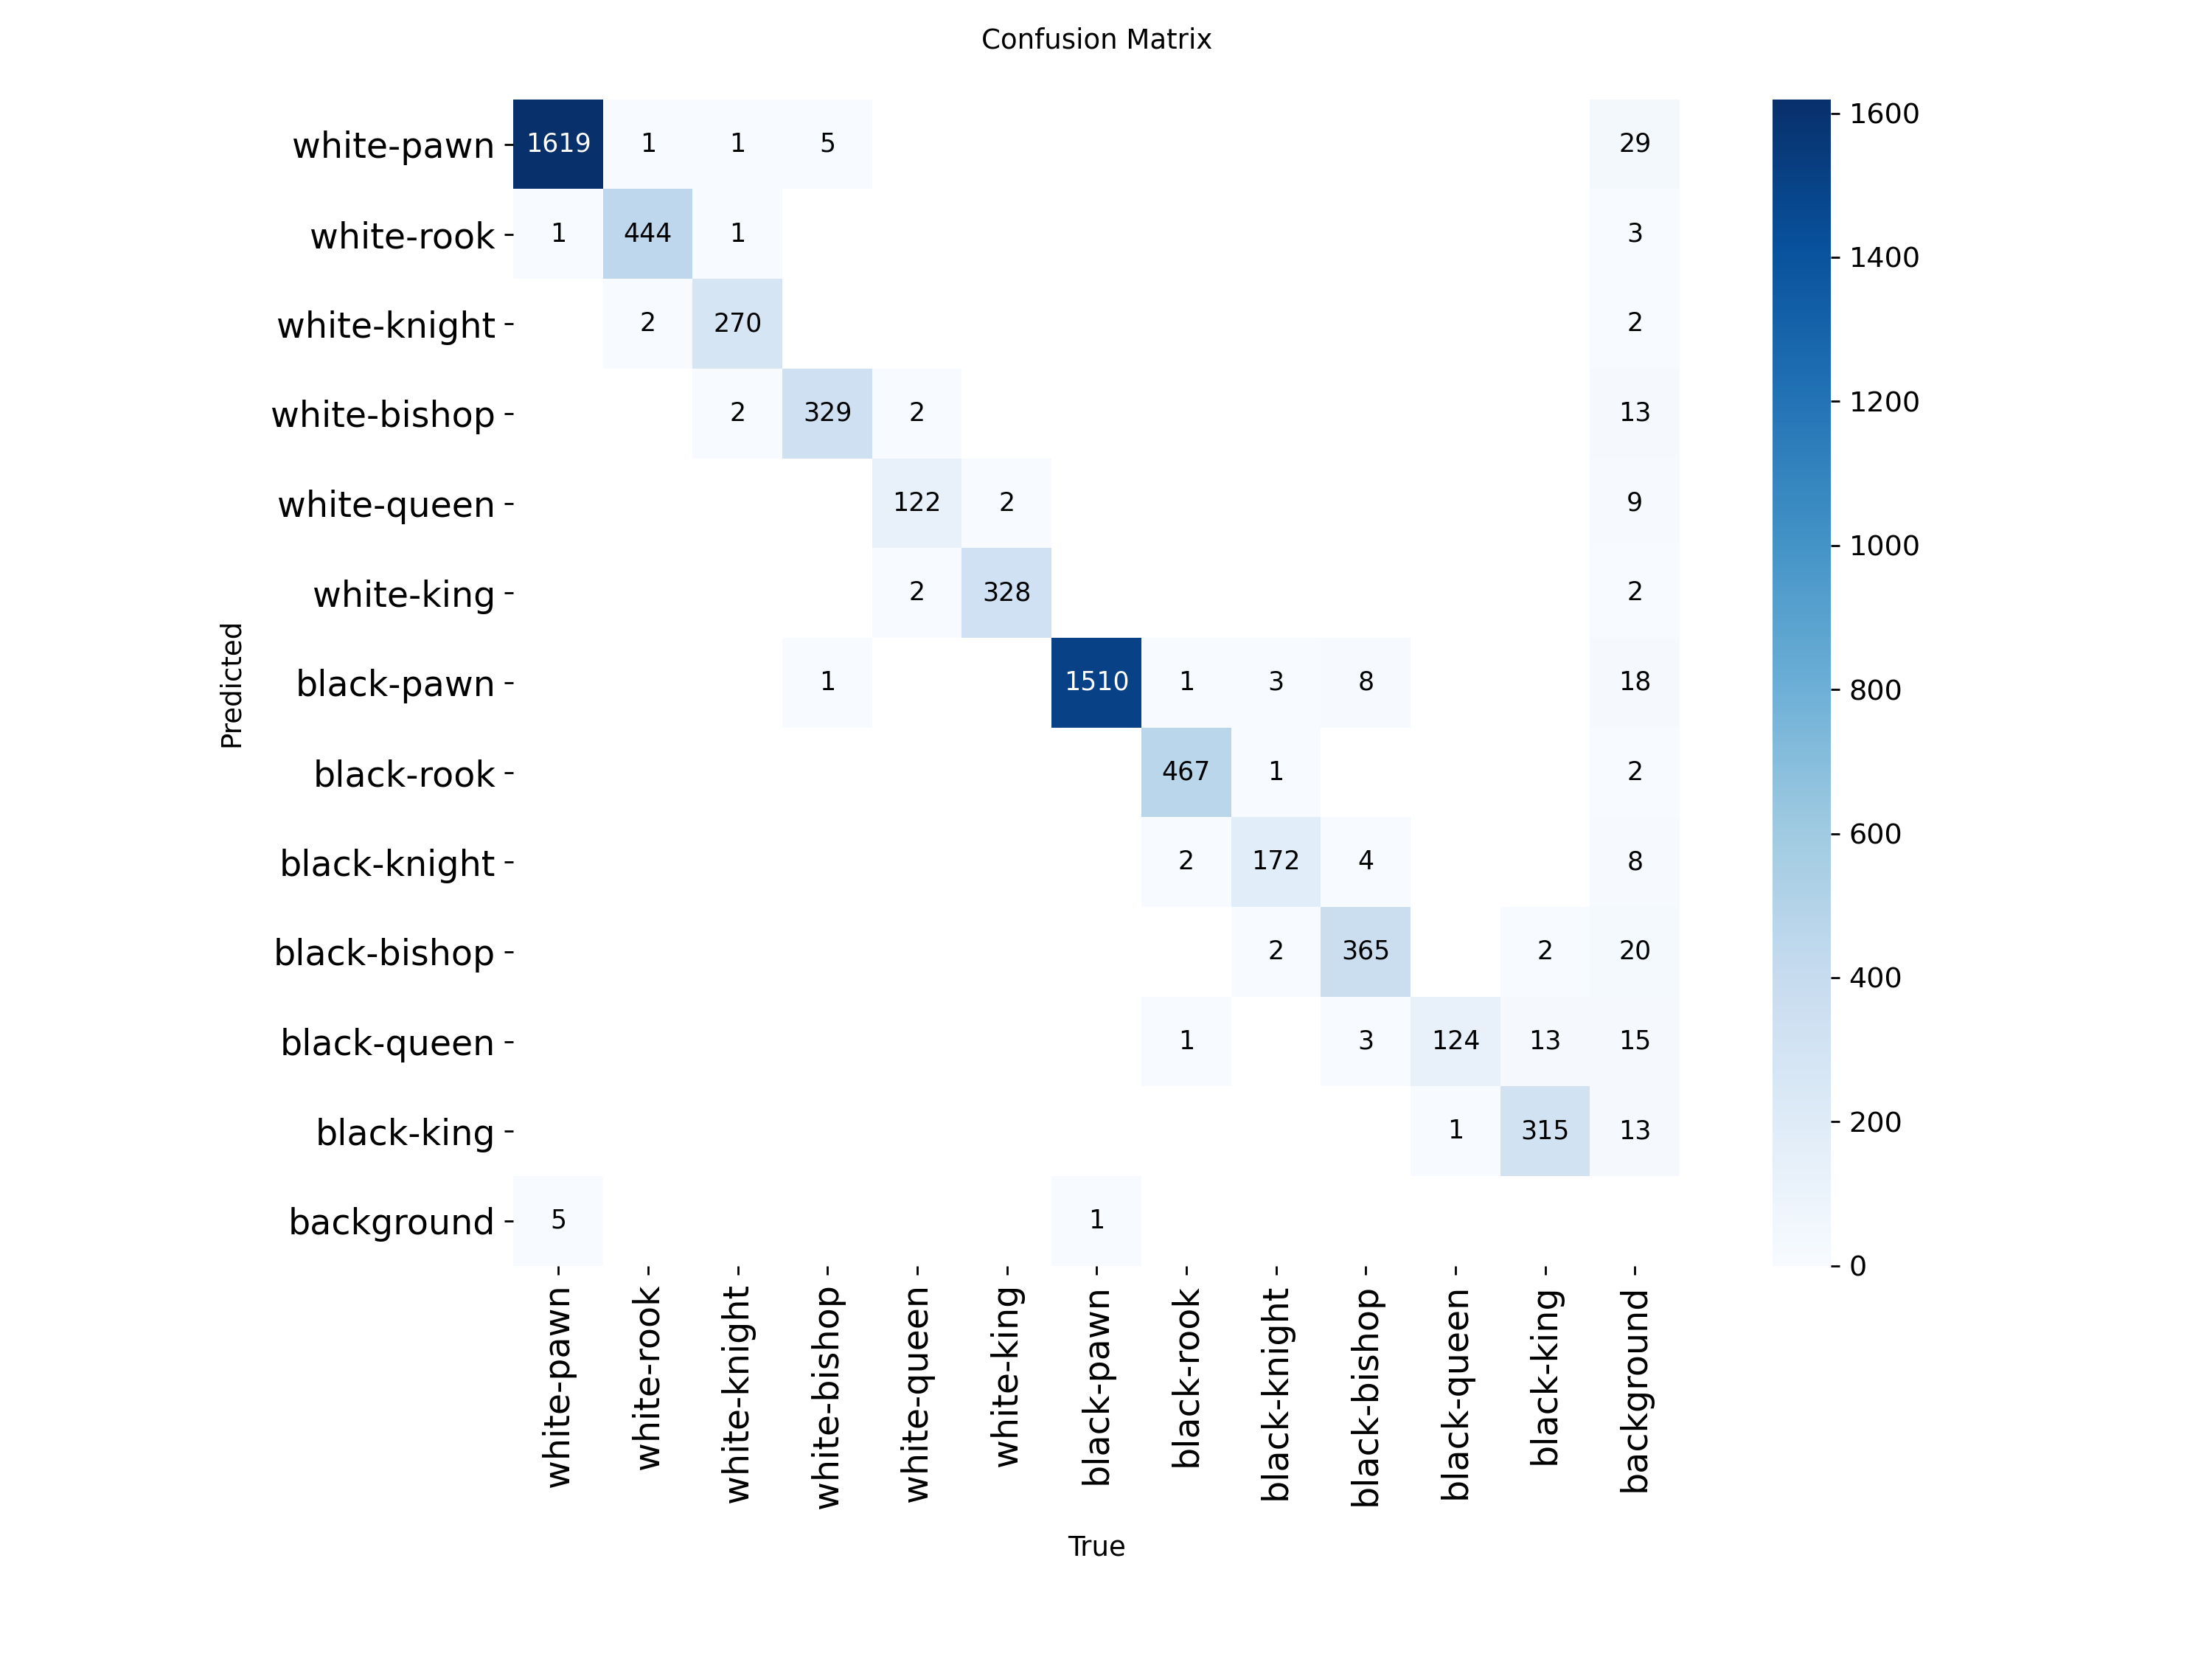 Confusion Matrix
white-pawn 1619 1 1 5 29
white-rook 1 444 1 3
white-knight 2 270 2
white-bishop 2 329 2 13
white-queen 122 2 9
white-king 2 328 2
black-pawn 1 1510 1 3 8 18
black-rook 467 1 2
black-knight 2 172 4 8
black-bishop 2 365 2 20
black-queen 1 3 124 13 15
black-king 1 315 13
background 5 1
Predicted
white-pawn
white-rook
white-knight
white-bishop
white-queen
white-king
black-pawn
black-rook
black-knight
black-bishop
black-queen
black-king
background
True
1600
1400
1200
1000
800
600
400
200
0